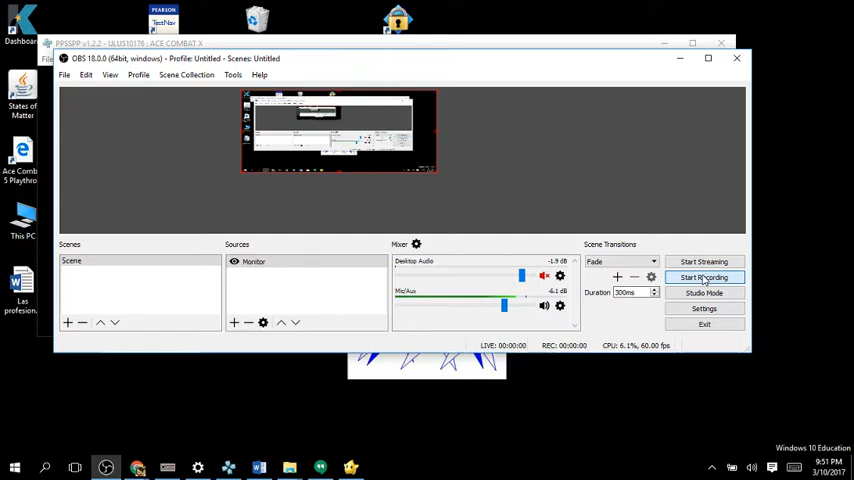 PEARSON
TestNav
Dashboard
PPSSPP v1.2.2 - ULUS10176 : ACE COMBAT X
OBS 18.0.0 (64bit, windows) - Profile: Untitled - Scenes: Untitled
File Edit View Profile Scene Collection Tools Help
States of
Matter
Ace Comb
5 Playthro
This PC
Las
profesion.
Scenes
Scene
Sources
Monitor
Mixer
Desktop Audio
-1.9 dB
Mic/Aux
-6.1 dB
Scene Transitions
Fade
Duration 300ms
Start Streaming
Start Recording
Studio Mode
Settings
Exit
LIVE: 00:00:00 REC: 00:00:00 CPU: 6.1%, 60.00 fps
Windows 10 Education
9:51 PM
3/10/2017